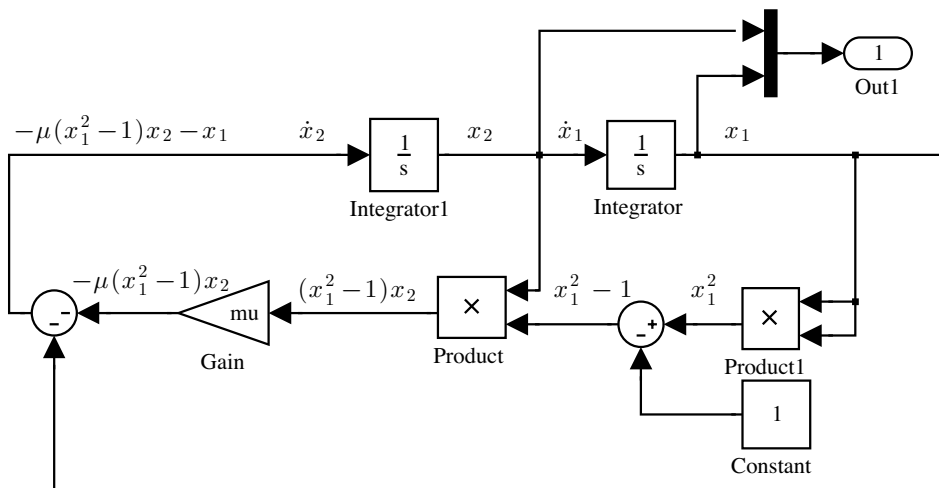 1
Out1
−μ(x₁² − 1)x₂ − x₁
ẋ₂
x₂
ẋ₁
x₁
1/s
1/s
Integrator1
Integrator
−μ(x₁² − 1)x₂
(x₁² − 1)x₂
x₁² − 1
x₁²
− −
mu
×
− +
×
Gain
Product
Product1
1
Constant